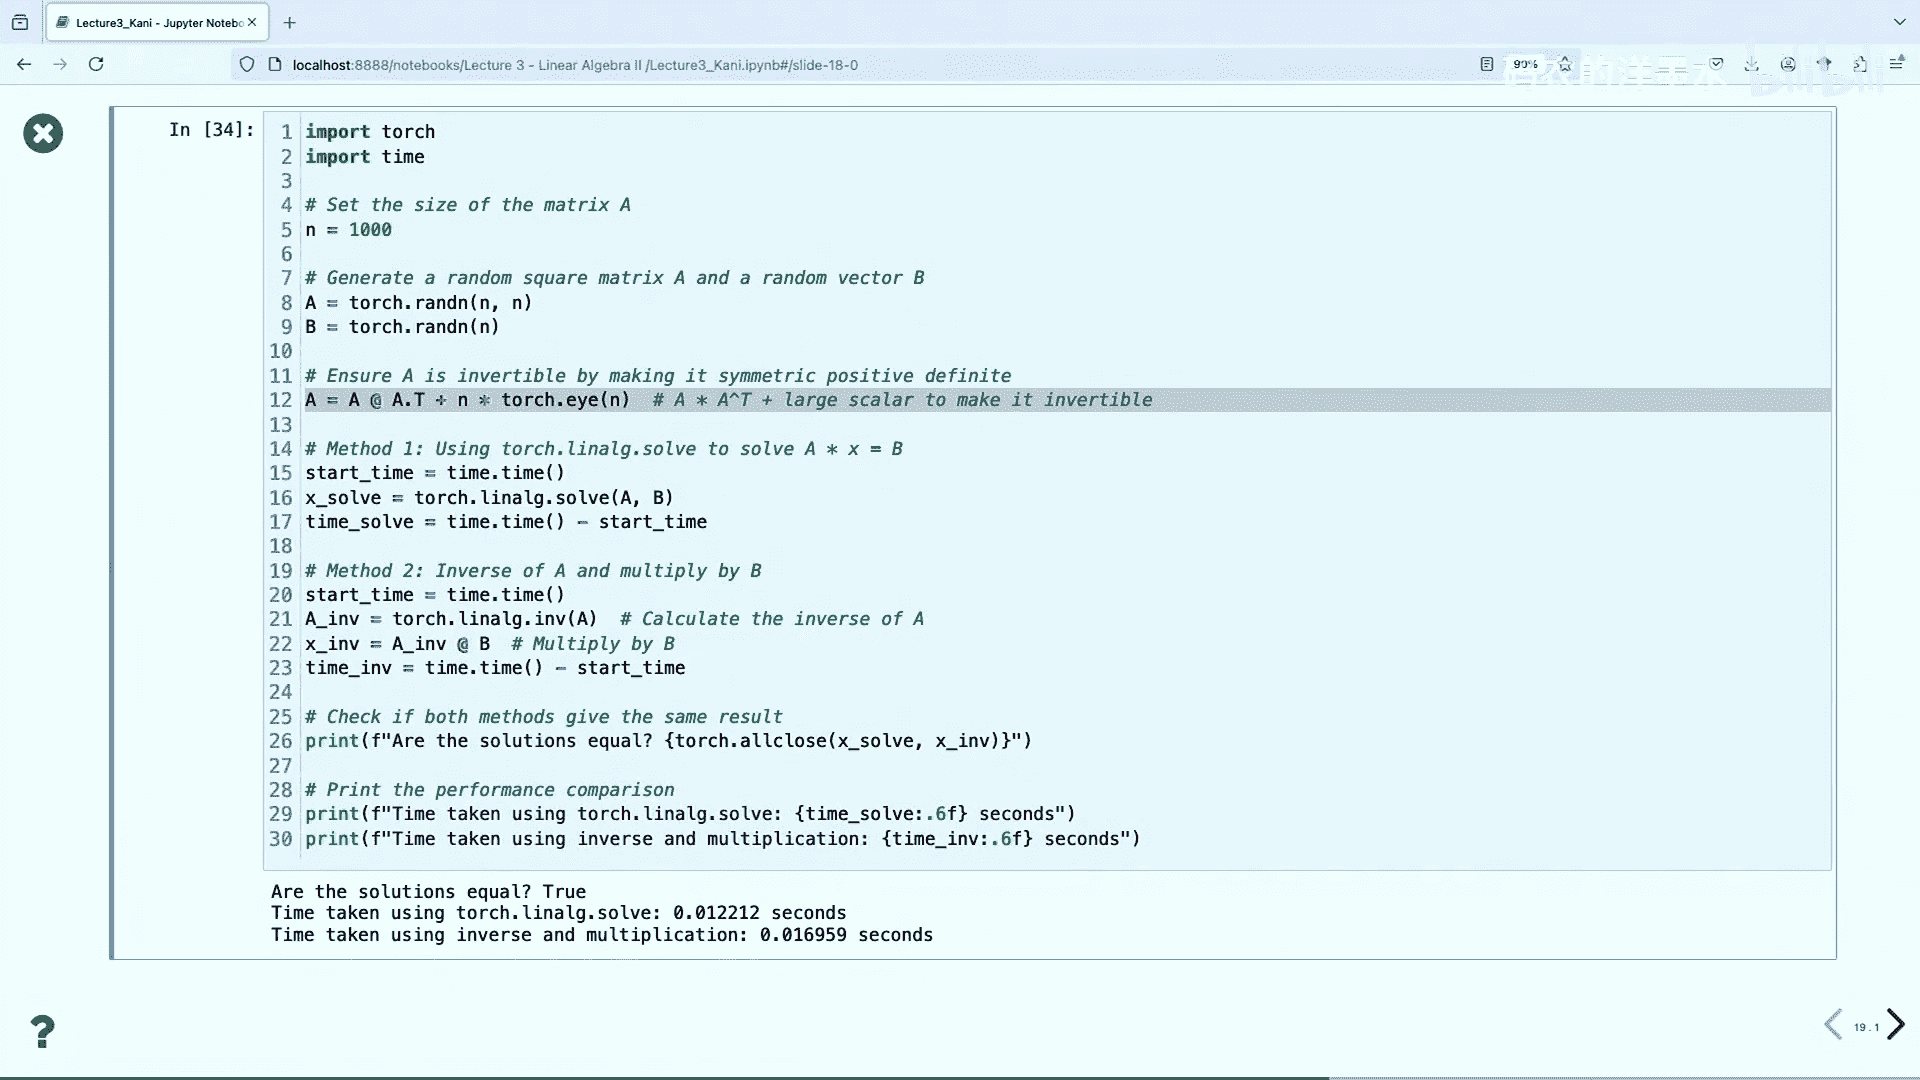 Lecture3_Kani - Jupyter Notebo
localhost:8888/notebooks/Lecture 3 - Linear Algebra II /Lecture3_Kani.ipynb#/slide-18-0
90%
In [34]:
1 import torch
2 import time
3
4 # Set the size of the matrix A
5 n = 1000
6
7 # Generate a random square matrix A and a random vector B
8 A = torch.randn(n, n)
9 B = torch.randn(n)
10
11 # Ensure A is invertible by making it symmetric positive definite
12 A = A @ A.T + n * torch.eye(n)  # A * A^T + large scalar to make it invertible
13
14 # Method 1: Using torch.linalg.solve to solve A * x = B
15 start_time = time.time()
16 x_solve = torch.linalg.solve(A, B)
17 time_solve = time.time() - start_time
18
19 # Method 2: Inverse of A and multiply by B
20 start_time = time.time()
21 A_inv = torch.linalg.inv(A)  # Calculate the inverse of A
22 x_inv = A_inv @ B  # Multiply by B
23 time_inv = time.time() - start_time
24
25 # Check if both methods give the same result
26 print(f"Are the solutions equal? {torch.allclose(x_solve, x_inv)}")
27
28 # Print the performance comparison
29 print(f"Time taken using torch.linalg.solve: {time_solve:.6f} seconds")
30 print(f"Time taken using inverse and multiplication: {time_inv:.6f} seconds")
Are the solutions equal? True
Time taken using torch.linalg.solve: 0.012212 seconds
Time taken using inverse and multiplication: 0.016959 seconds
?
19.1